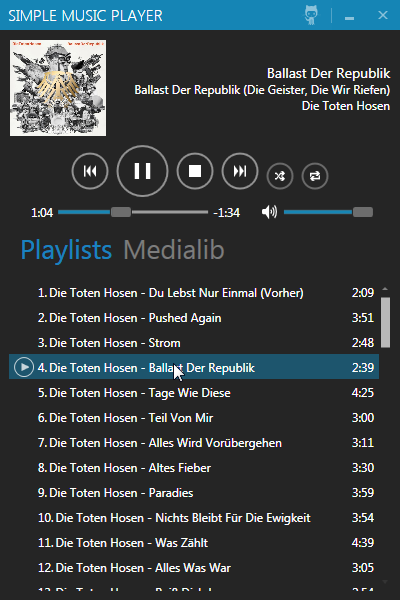 SIMPLE MUSIC PLAYER
Ballast Der Republik
Ballast Der Republik (Die Geister, Die Wir Riefen)
Die Toten Hosen
1:04 -1:34
Playlists Medialib
1. Die Toten Hosen - Du Lebst Nur Einmal (Vorher) 2:09
2. Die Toten Hosen - Pushed Again 3:51
3. Die Toten Hosen - Strom 2:48
4. Die Toten Hosen - Ballast Der Republik 2:39
5. Die Toten Hosen - Tage Wie Diese 4:25
6. Die Toten Hosen - Teil Von Mir 3:00
7. Die Toten Hosen - Alles Wird Vorübergehen 3:11
8. Die Toten Hosen - Altes Fieber 3:30
9. Die Toten Hosen - Paradies 3:59
10. Die Toten Hosen - Nichts Bleibt Für Die Ewigkeit 3:54
11. Die Toten Hosen - Was Zählt 4:39
12. Die Toten Hosen - Alles Was War 3:05